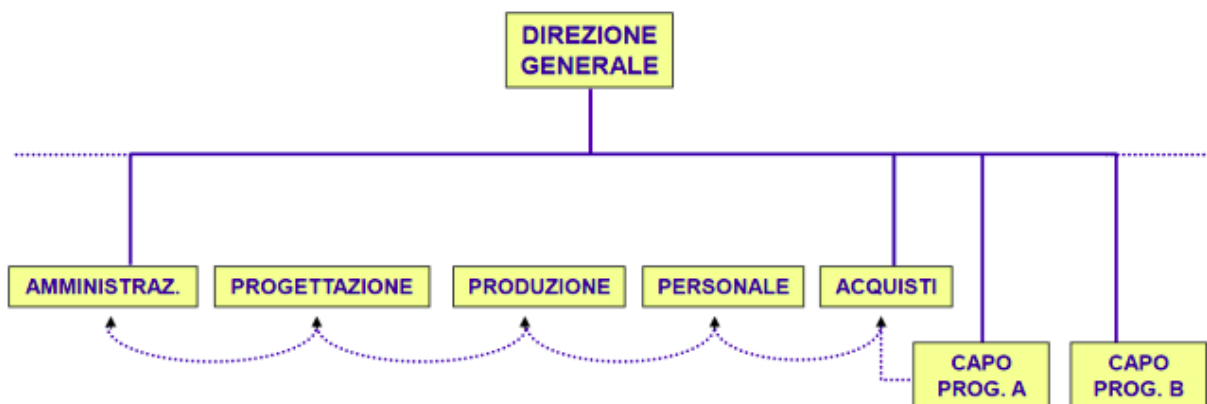 DIREZIONE
GENERALE
AMMINISTRAZ.
PROGETTAZIONE
PRODUZIONE
PERSONALE
ACQUISTI
CAPO
PROG. A
CAPO
PROG. B